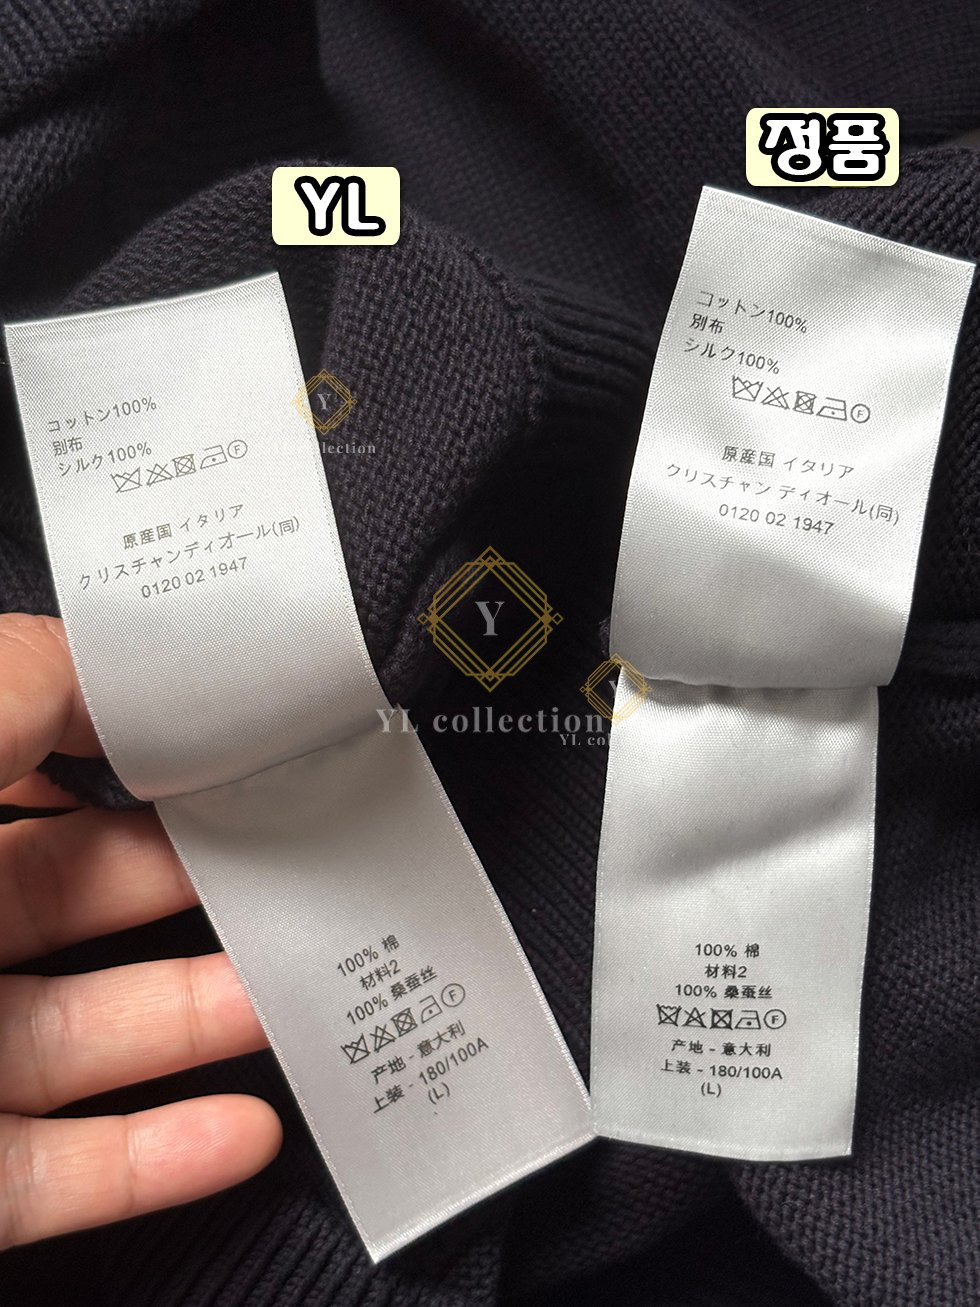 YL
정품
コットン100%
別布
シルク100%
F
原産国 イタリア
クリスチャンディオール(同)
0120 02 1947
100% 棉
材料2
100% 桑蚕丝
F
产地 - 意大利
上装 - 180/100A
(L)
コットン100%
別布
シルク100%
F
原産国 イタリア
クリスチャン ディオール(同)
0120 02 1947
100% 棉
材料2
100% 桑蚕丝
F
产地 - 意大利
上装 - 180/100A
(L)
Y
collection
Y
YL collection
Y
YL col